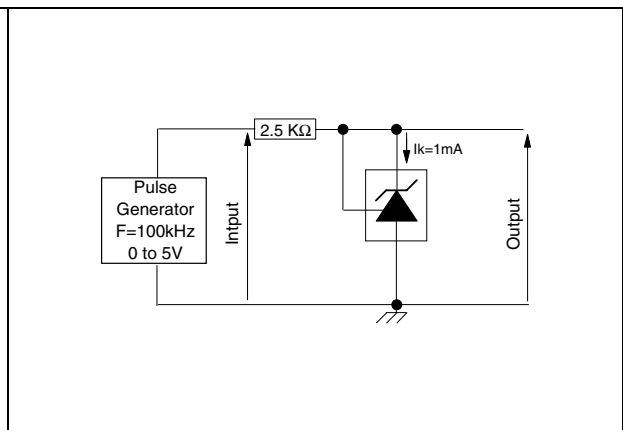 2.5 KΩ
Ik=1mA
Pulse
Generator
F=100kHz
0 to 5V
Intput
Output